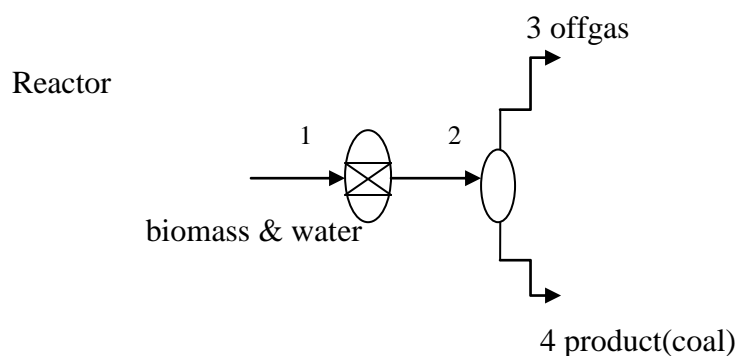 3 offgas
Reactor
1
2
biomass & water
4 product(coal)